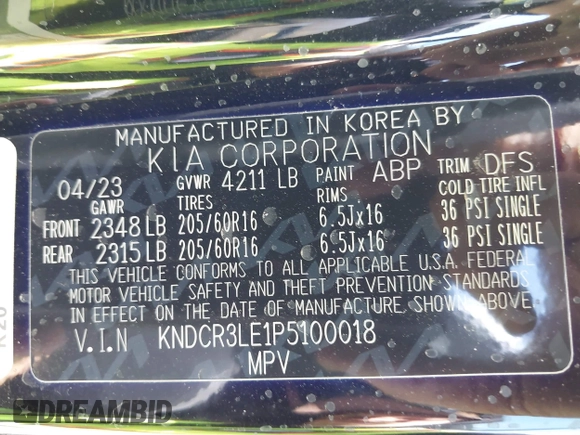 MANUFACTURED IN KOREA BY
KIA CORPORATION
04/23 GVWR 4211 LB PAINT ABP TRIM DFS
GAWR TIRES RIMS COLD TIRE INFL
FRONT 2348 LB 205/60R16 6.5Jx16 36 PSI SINGLE
REAR 2315 LB 205/60R16 6.5Jx16 36 PSI SINGLE
THIS VEHICLE CONFORMS TO ALL APPLICABLE U.S.A. FEDERAL
MOTOR VEHICLE SAFETY AND THEFT PREVENTION STANDARDS
IN EFFECT ON THE DATE OF MANUFACTURE SHOWN ABOVE.
V.I.N KNDCR3LE1P5100018
MPV
DREAMBID